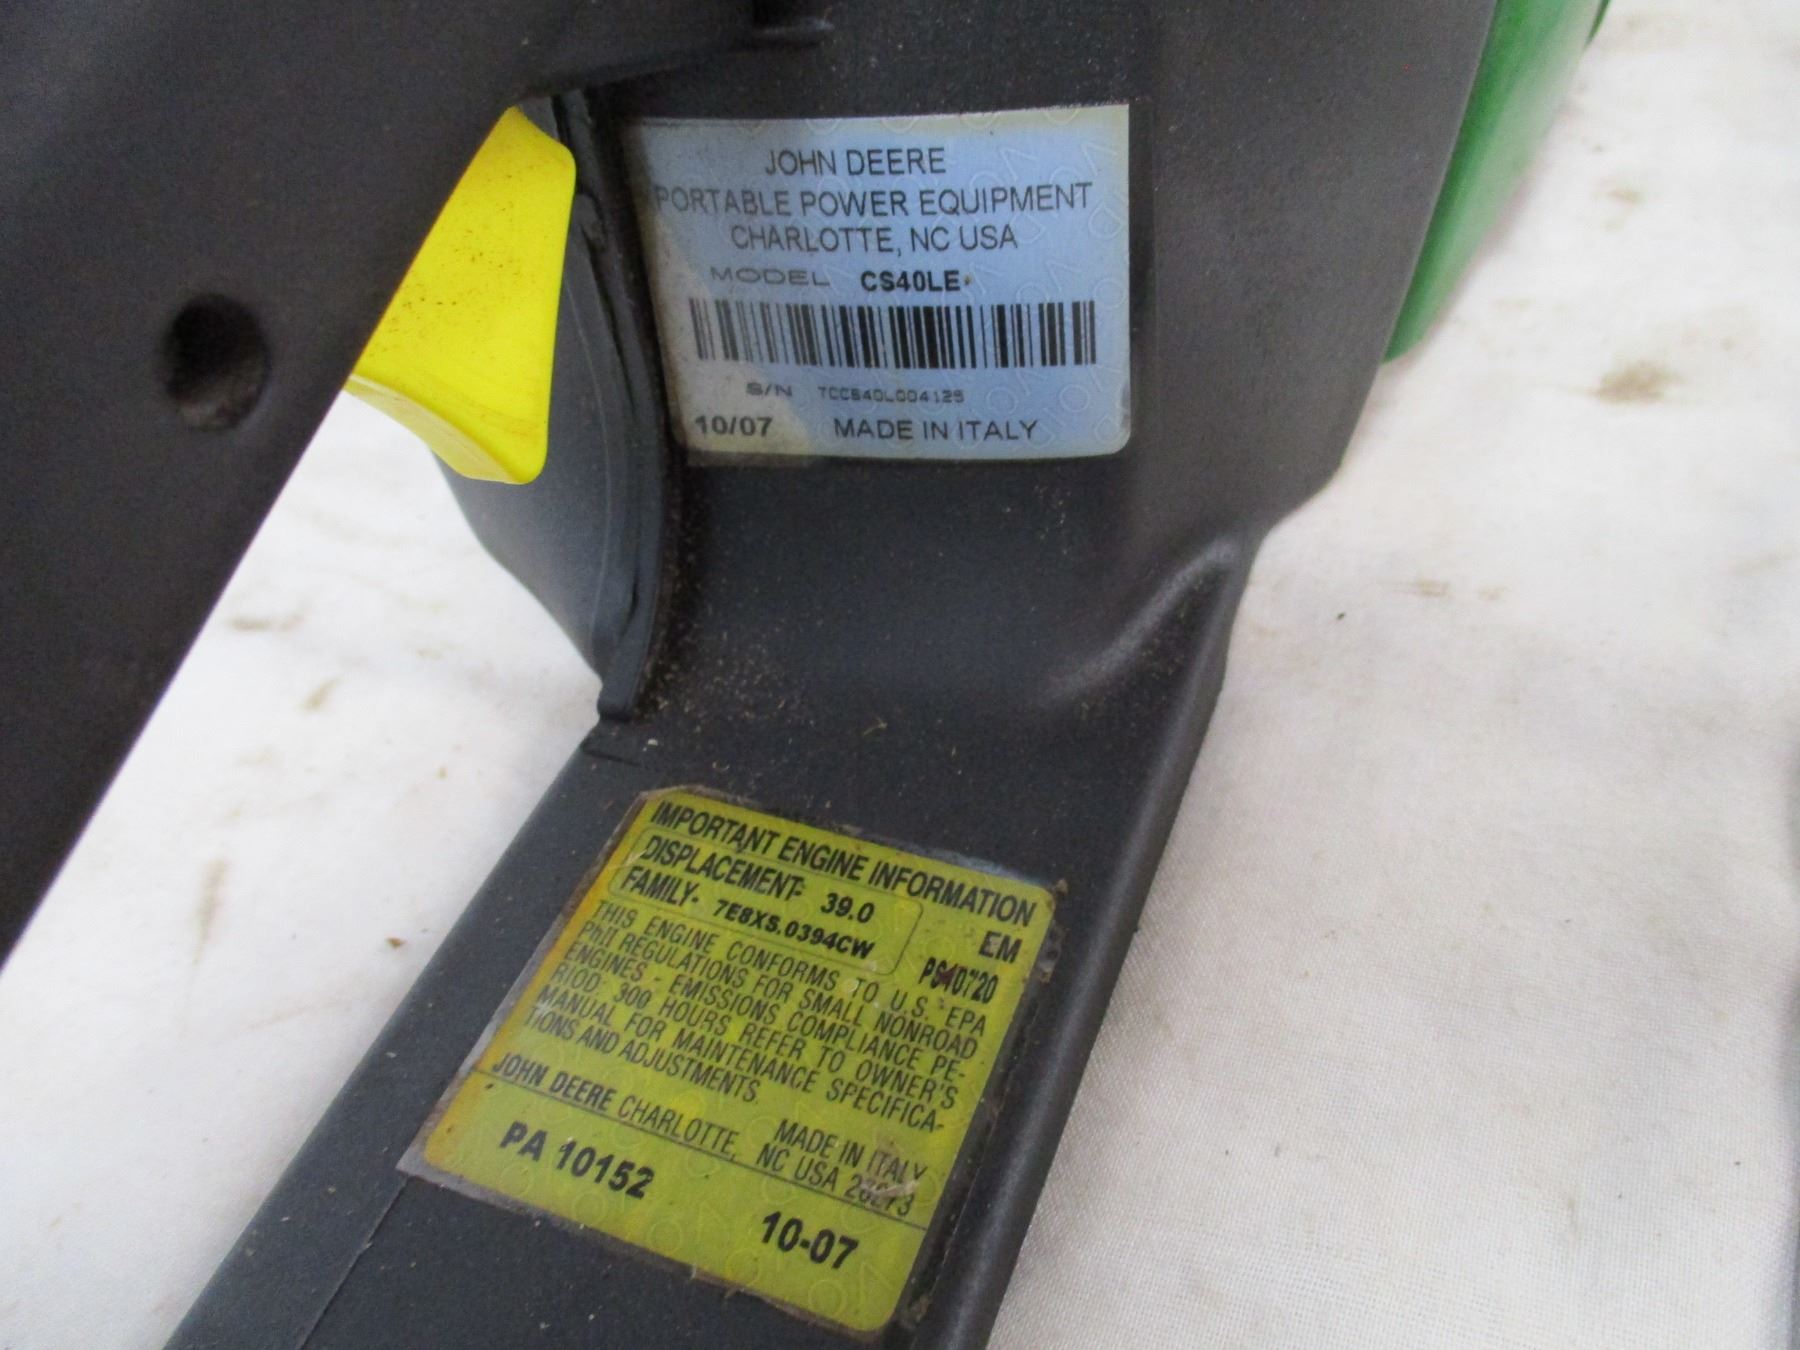 JOHN DEERE
PORTABLE POWER EQUIPMENT
CHARLOTTE, NC USA
MODEL CS40LE
S/N
10/07 MADE IN ITALY
IMPORTANT ENGINE INFORMATION
DISPLACEMENT- 39.0 EM
FAMILY- 7E8XS.0394CW
THIS ENGINE CONFORMS TO U.S. EPA
PhII REGULATIONS FOR SMALL NONROAD
ENGINES - EMISSIONS COMPLIANCE PE-
RIOD: 300 HOURS REFER TO OWNER'S
MANUAL FOR MAINTENANCE SPECIFICA-
TIONS AND ADJUSTMENTS.
MADE IN ITALY
JOHN DEERE CHARLOTTE, NC USA
PA 10152 10-07